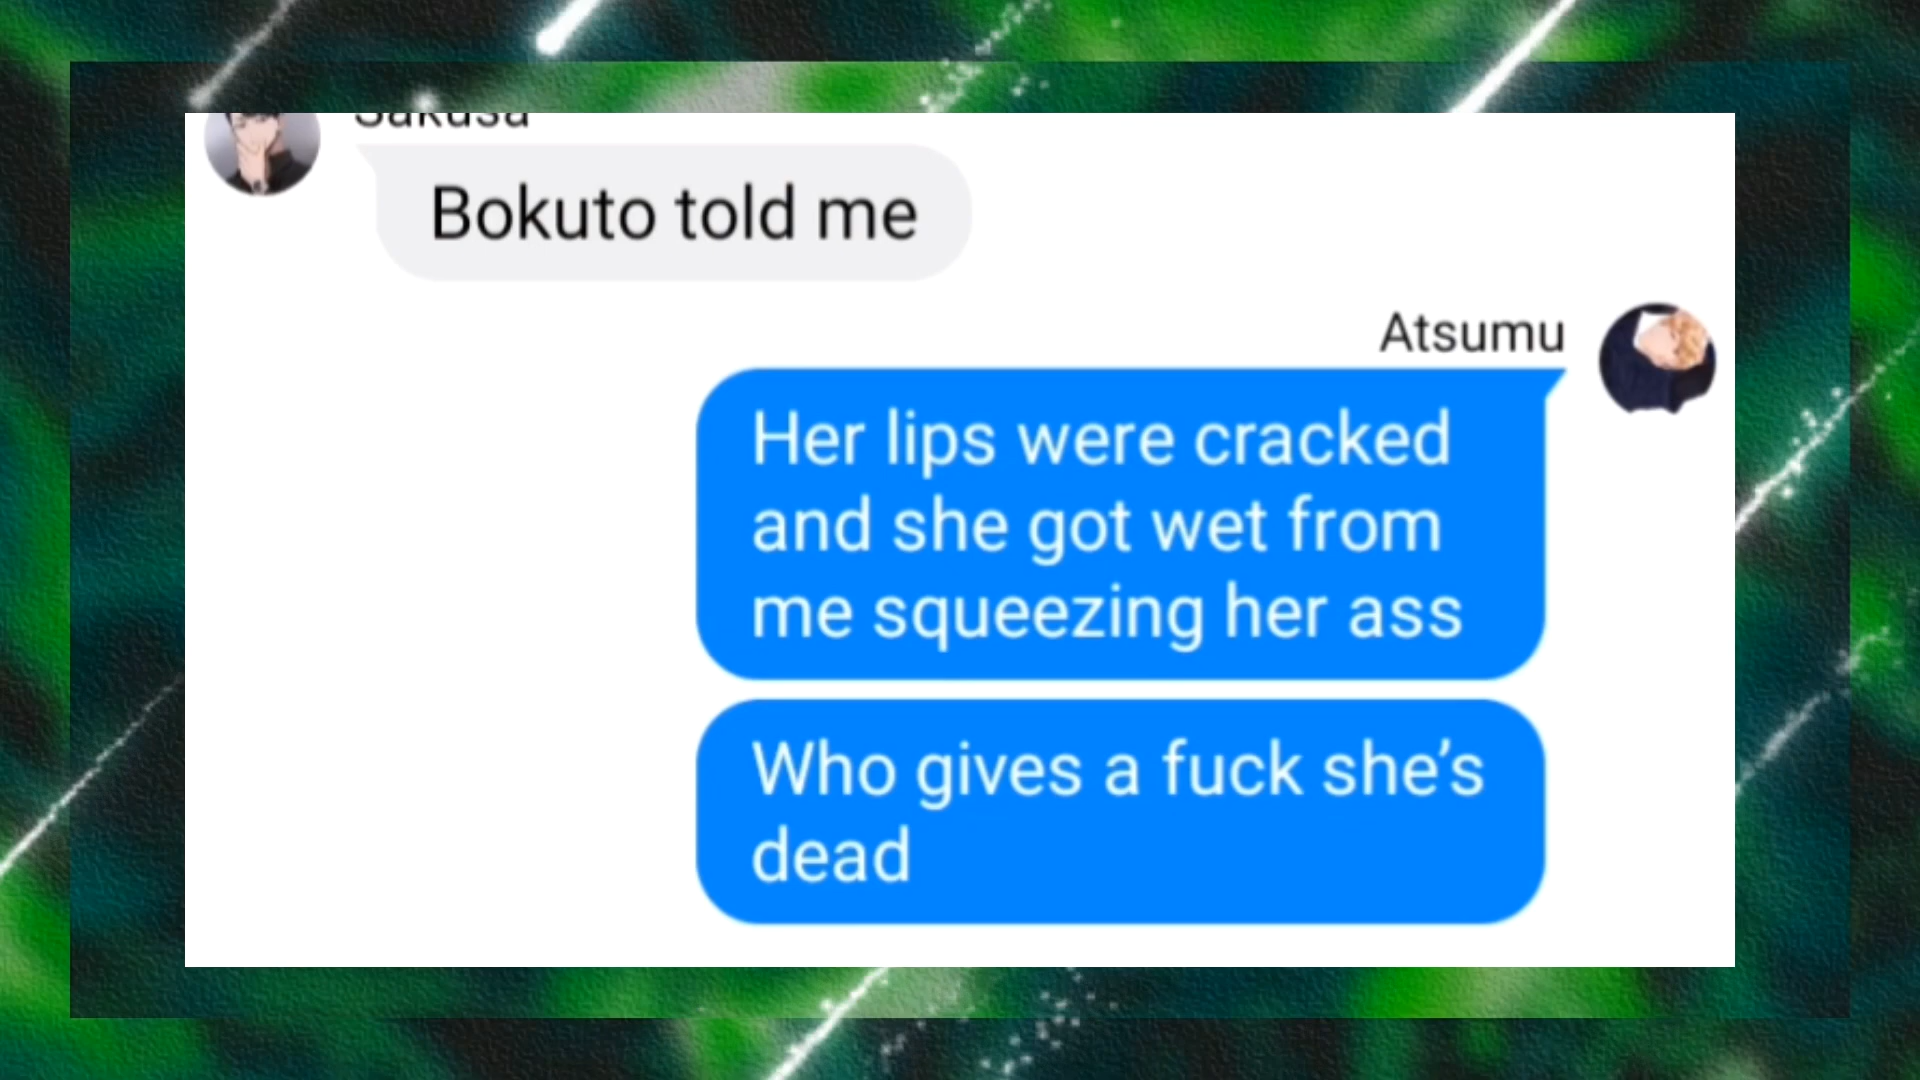 Sakusa
Bokuto told me
Atsumu
Her lips were cracked
and she got wet from
me squeezing her ass
Who gives a fuck she’s
dead